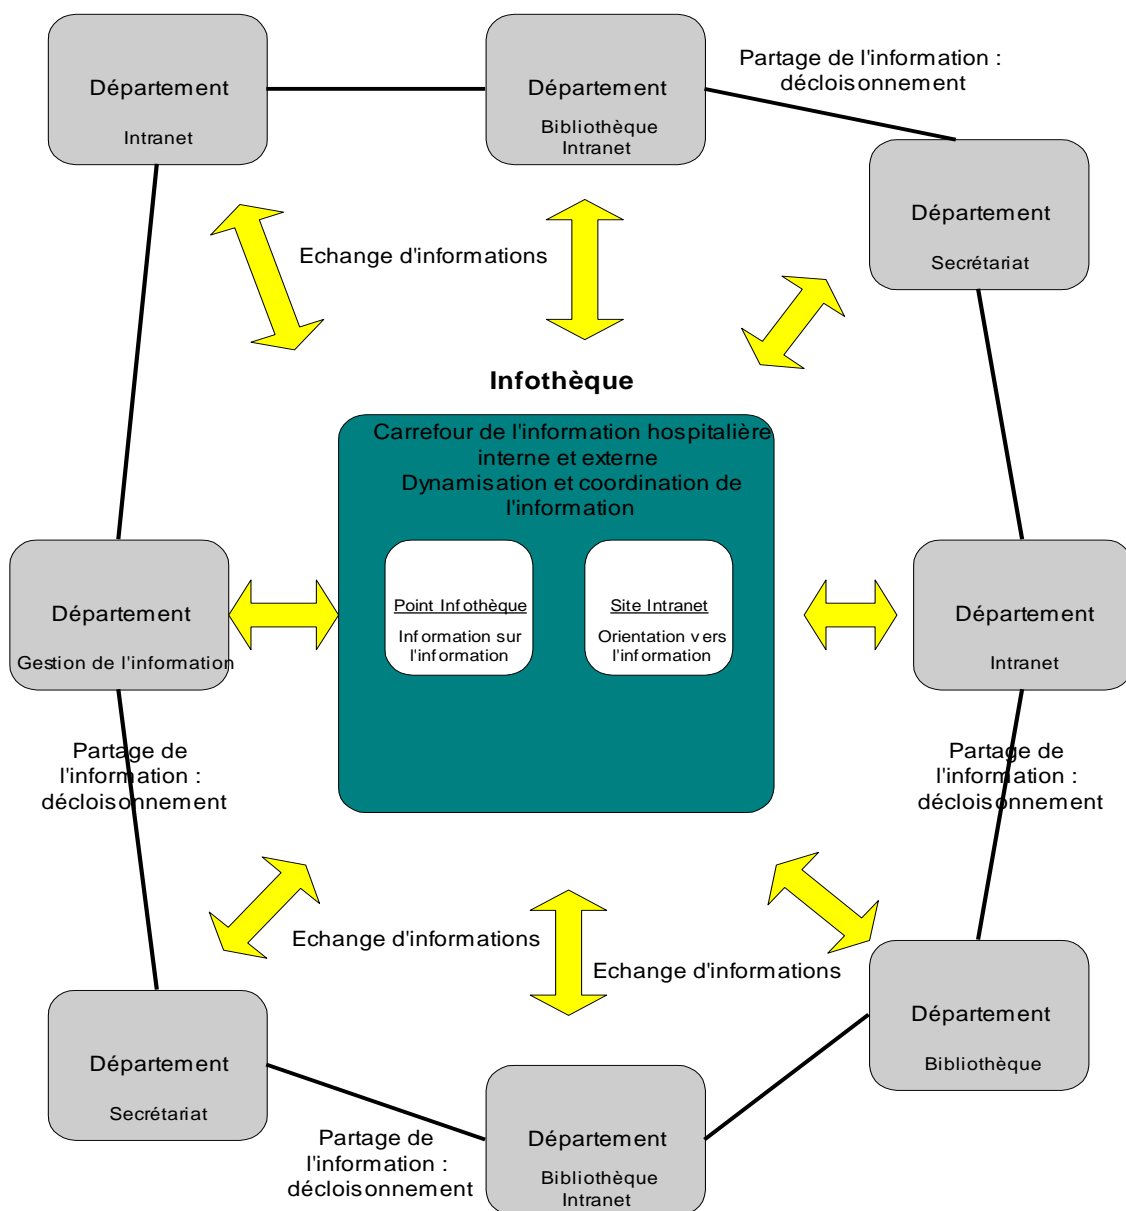 Département
Intranet
Département
Bibliothèque
Intranet
Partage de l'information :
décloisonnement
Département
Secrétariat
Echange d'informations
Infothèque
Carrefour de l'information hospitalière
interne et externe
Dynamisation et coordination de
l'information
Point Infothèque
Information sur
l'information
Site Intranet
Orientation vers
l'information
Département
Gestion de l'information
Département
Intranet
Partage de
l'information :
décloisonnement
Partage de
l'information :
décloisonnement
Echange d'informations
Echange d'informations
Département
Secrétariat
Département
Bibliothèque
Partage de
l'information :
décloisonnement
Département
Bibliothèque
Intranet